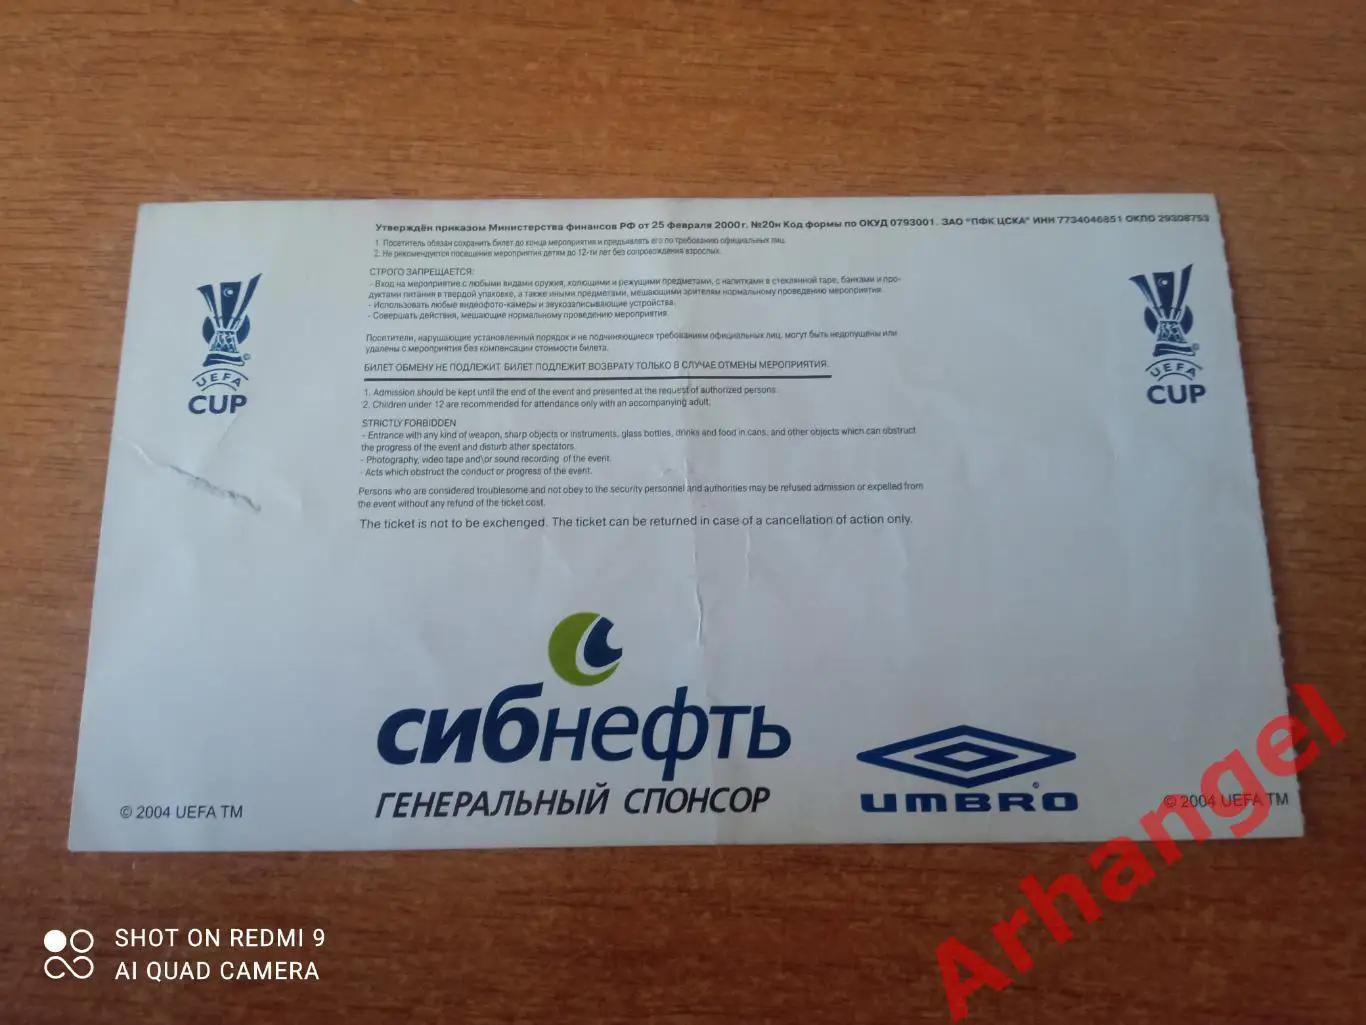 Утверждён приказом Министерства финансов РФ от 25 февраля 2000г. №20н Код формы по ОКУД 0793001. ЗАО "ПФК ЦСКА" ИНН 7734046851 ОКПО 29308753
1. Посетитель обязан сохранить билет до конца мероприятия и предъявлять его по требованию официальных лиц.
2. Не рекомендуется посещение мероприятия детям до 12-ти лет без сопровождения взрослых.
СТРОГО ЗАПРЕЩАЕТСЯ:
- Вход на мероприятие с любыми видами оружия, колющими и режущими предметами, с напитками в стеклянной таре, банками и про-
дуктами питания в твердой упаковке, а также иными предметами, мешающими зрителям нормальному проведению мероприятия.
- Использовать любые видеофото-камеры и звукозаписывающие устройства.
- Совершать действия, мешающие нормальному проведению мероприятия.
Посетители, нарушающие установленный порядок и не подчиняющиеся требованиям официальных лиц, могут быть недопущены или
удалены с мероприятия без компенсации стоимости билета.
БИЛЕТ ОБМЕНУ НЕ ПОДЛЕЖИТ. БИЛЕТ ПОДЛЕЖИТ ВОЗВРАТУ ТОЛЬКО В СЛУЧАЕ ОТМЕНЫ МЕРОПРИЯТИЯ.
1. Admission should be kept until the end of the event and presented at the request of authorized persons.
2. Children under 12 are recommended for attendance only with an accompanying adult.
STRICTLY FORBIDDEN
- Entrance with any kind of weapon, sharp objects or instruments, glass bottles, drinks and food in cans, and other objects which can obstruct
the progress of the event and disturb ather spectators.
- Photography, video tape and\or sound recording of the event.
- Acts which obstruct the conduct or progress of the event.
Persons who are considered troublesome and not obey to the security personnel and authorities may be refused admission or expelled from
the event without any refund of the ticket cost.
The ticket is not to be exchenged. The ticket can be returned in case of a cancellation of action only.
UEFA
CUP
UEFA
CUP
сибнефть
ГЕНЕРАЛЬНЫЙ СПОНСОР
UMBRO
©
© 2004 UEFA TM
© 2004 UEFA TM
Arhangel
SHOT ON REDMI 9
AI QUAD CAMERA